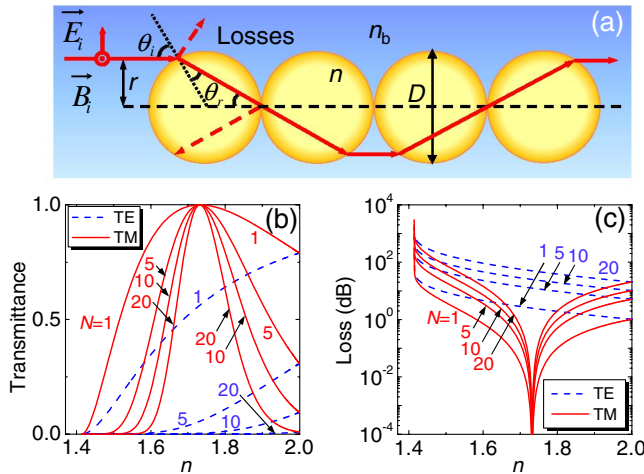 (a)
E_i
θ_i
Losses
n_b
B_i
r
θ_r
n
D
(b)
TE
TM
Transmittance
1.0
0.5
0.0
1
5
10
20
1
N=1
20
10
5
20
5
10
1.4
1.6
1.8
2.0
n
(c)
Loss (dB)
10^4
10^2
10^0
10^-2
10^-4
1
5
10
20
N=1
5
10
20
TE
TM
1.4
1.6
1.8
2.0
n